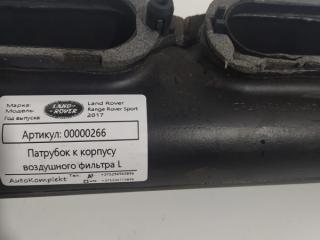 Марка: LAND ROVER Land Rover
Модель: Range Rover Sport
Год выпуска 2017
Артикул: 00000266
Патрубок к корпусу
воздушного фильтра L
AutoKomplekt Тел.: